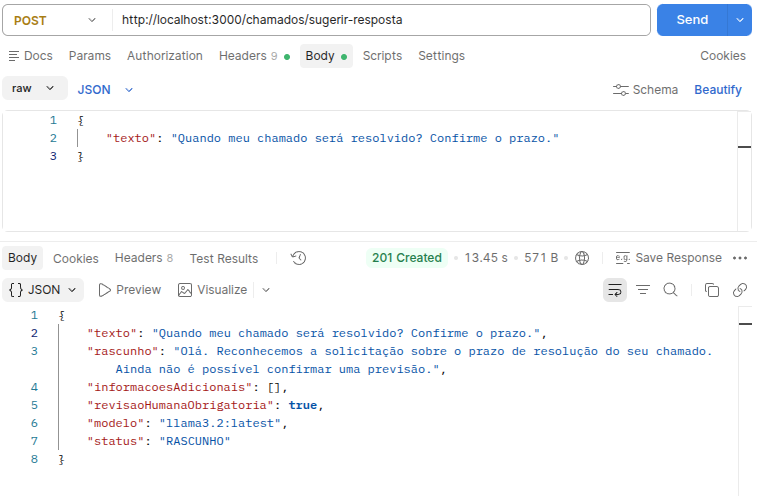 POST http://localhost:3000/chamados/sugerir-resposta Send
Docs Params Authorization Headers 9 Body Scripts Settings Cookies
raw JSON Schema Beautify
1 {
2 "texto": "Quando meu chamado será resolvido? Confirme o prazo."
3 }
Body Cookies Headers 8 Test Results 201 Created 13.45 s 571 B e.g. Save Response
{} JSON Preview Visualize
1 {
2 "texto": "Quando meu chamado será resolvido? Confirme o prazo.",
3 "rascunho": "Olá. Reconhecemos a solicitação sobre o prazo de resolução do seu chamado.
Ainda não é possível confirmar uma previsão.",
4 "informacoesAdicionais": [],
5 "revisaoHumanaObrigatoria": true,
6 "modelo": "llama3.2:latest",
7 "status": "RASCUNHO"
8 }